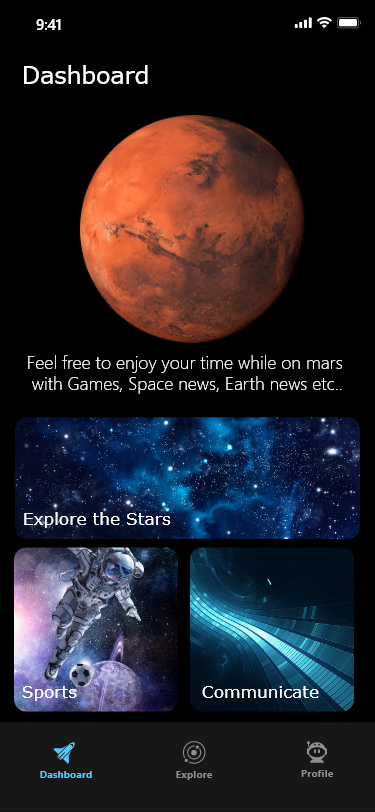 9:41
Dashboard
Feel free to enjoy your time while on mars
with Games, Space news, Earth news etc..
Explore the Stars
Sports
Communicate
Dashboard
Explore
Profile